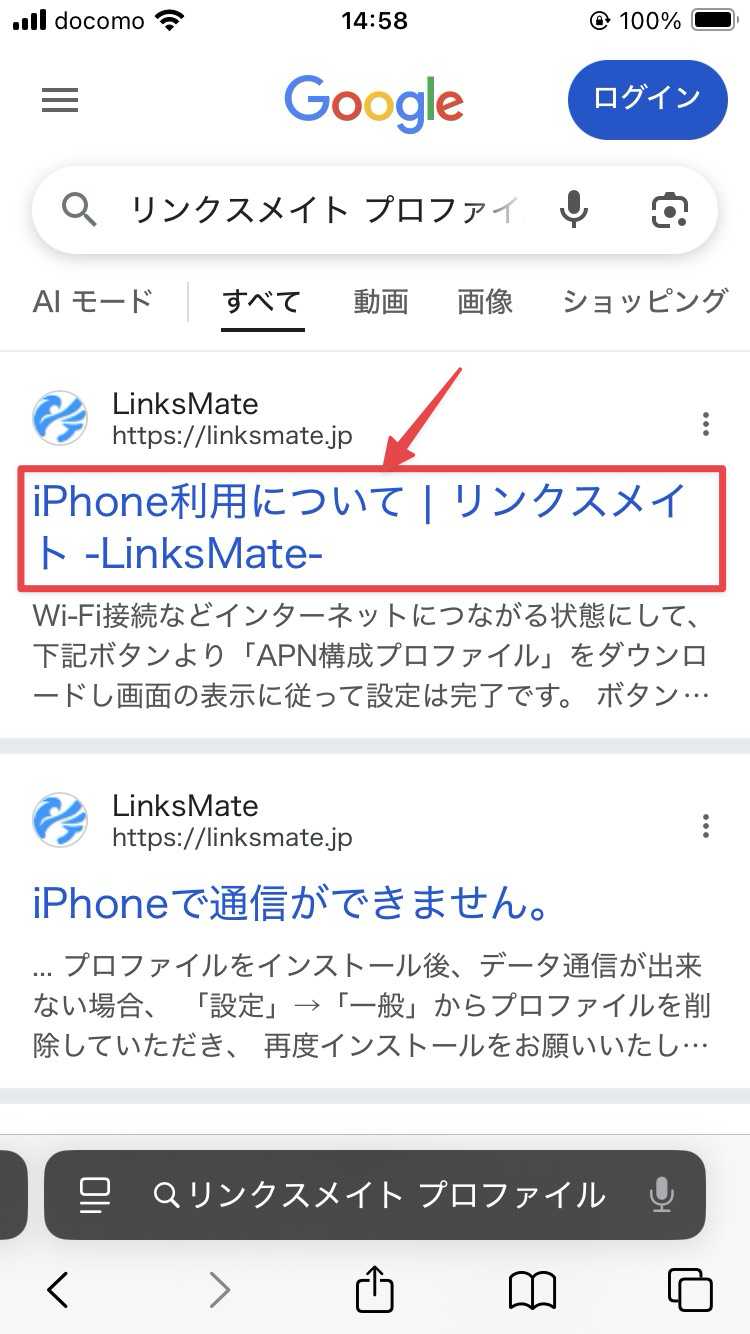 docomo 14:58 100%
Google
ログイン
リンクスメイト プロファイ
AI モード すべて 動画 画像 ショッピング
LinksMate
https://linksmate.jp
iPhone利用について | リンクスメイ
ト -LinksMate-
Wi-Fi接続などインターネットにつながる状態にして、
下記ボタンより「APN構成プロファイル」をダウンロ
ードし画面の表示に従って設定は完了です。 ボタン…
LinksMate
https://linksmate.jp
iPhoneで通信ができません。
... プロファイルをインストール後、データ通信が出来
ない場合、 「設定」→「一般」からプロファイルを削
除していただき、 再度インストールをお願いいたし…
リンクスメイト プロファイル